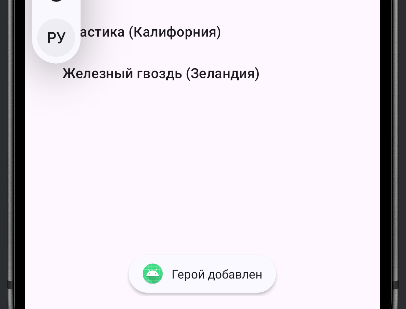 астика (Калифорния)
РУ
Железный гвоздь (Зеландия)
Герой добавлен